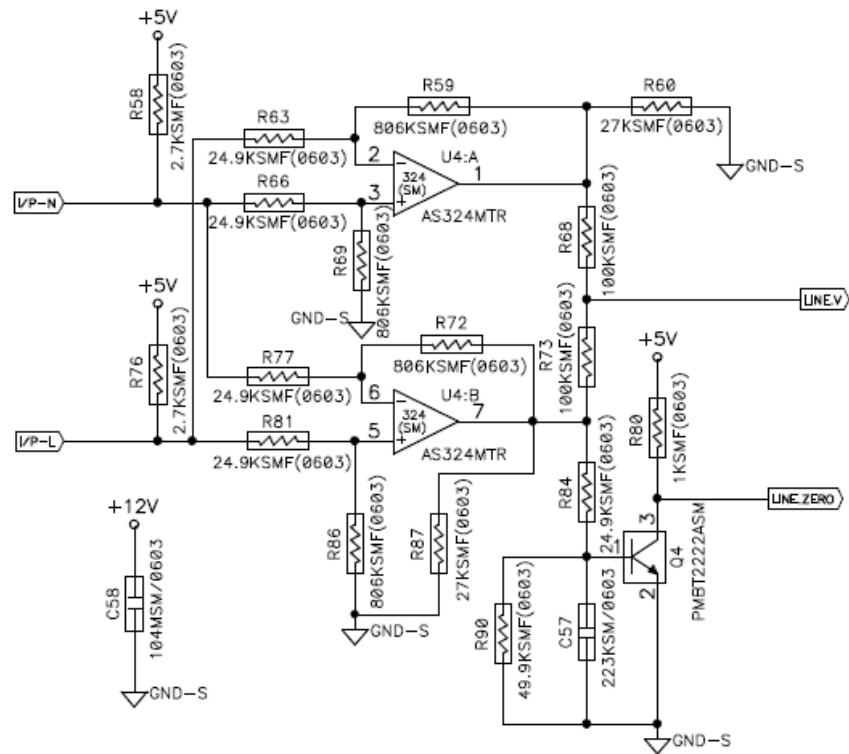 +5V
R58
2.7KSMF(0603)
R63
24.9KSMF(0603)
R59
806KSMF(0603)
R60
27KSMF(0603)
GND-S
U4:A
2
3
1
324
(SM)
AS324MTR
I/P-N
R66
24.9KSMF(0603)
R69
806KSMF(0603)
GND-S
R68
100KSMF(0603)
LINE.V
+5V
R76
2.7KSMF(0603)
R77
24.9KSMF(0603)
R72
806KSMF(0603)
R73
100KSMF(0603)
U4:B
6
5
7
324
(SM)
AS324MTR
I/P-L
R81
24.9KSMF(0603)
+5V
R80
1KSMF(0603)
LINE.ZERO
R84
24.9KSMF(0603)
1
3
2
Q4
PMBT2222ASM
+12V
C58
104MSM/0603
GND-S
R86
806KSMF(0603)
R87
27KSMF(0603)
GND-S
R90
49.9KSMF(0603)
C57
223KSM/0603
GND-S